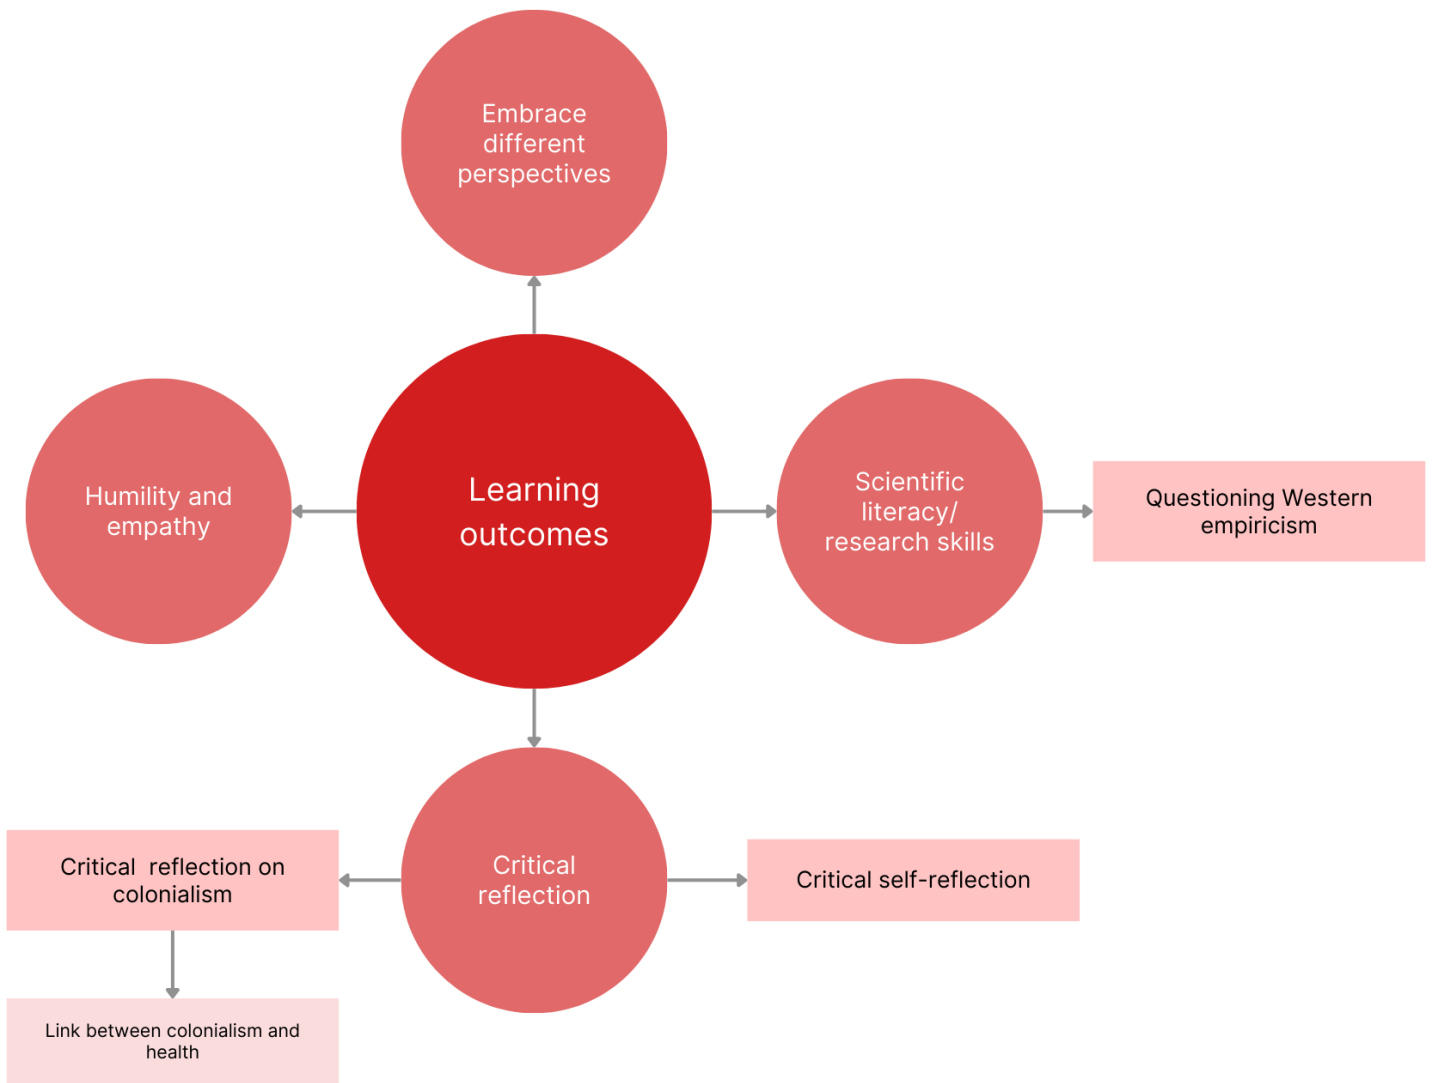 Embrace
different
perspectives
Humility and
empathy
Learning
outcomes
Scientific
literacy/
research skills
Questioning Western
empiricism
Critical  reflection on
colonialism
Critical
reflection
Critical self-reflection
Link between colonialism and
health